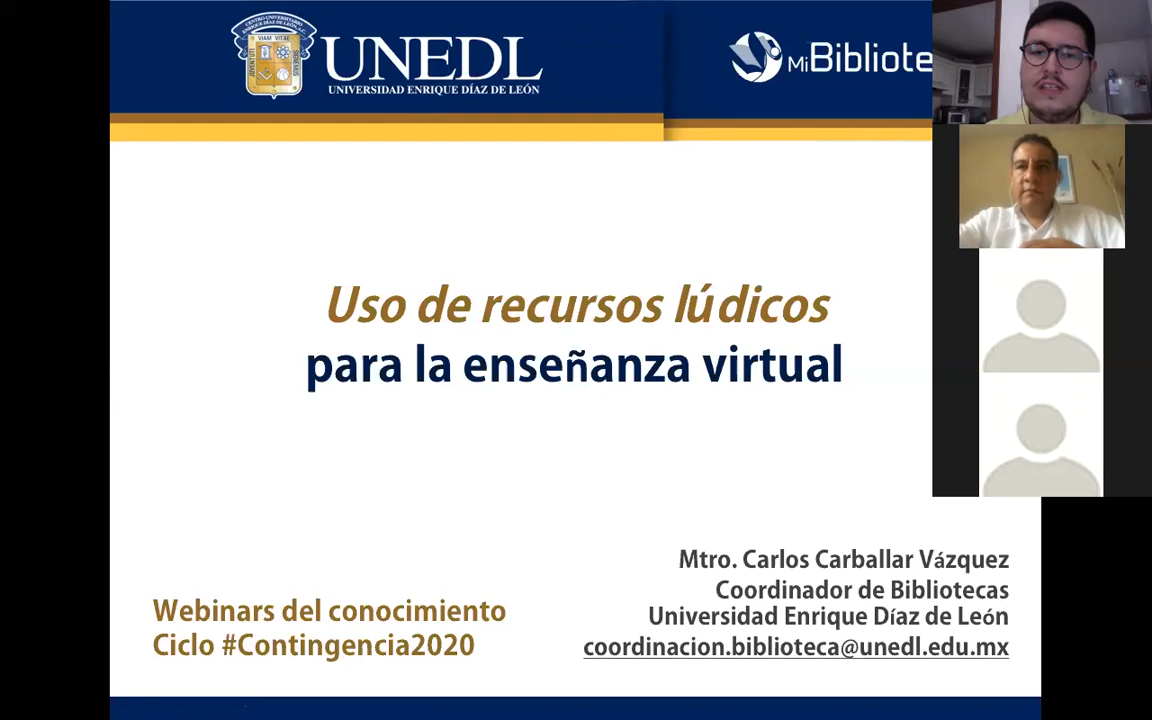 UNEDL
UNIVERSIDAD ENRIQUE DÍAZ DE LEÓN
MiBibliote
Uso de recursos lúdicos
para la enseñanza virtual
Mtro. Carlos Carballar Vázquez
Coordinador de Bibliotecas
Universidad Enrique Díaz de León
coordinacion.biblioteca@unedl.edu.mx
Webinars del conocimiento
Ciclo #Contingencia2020